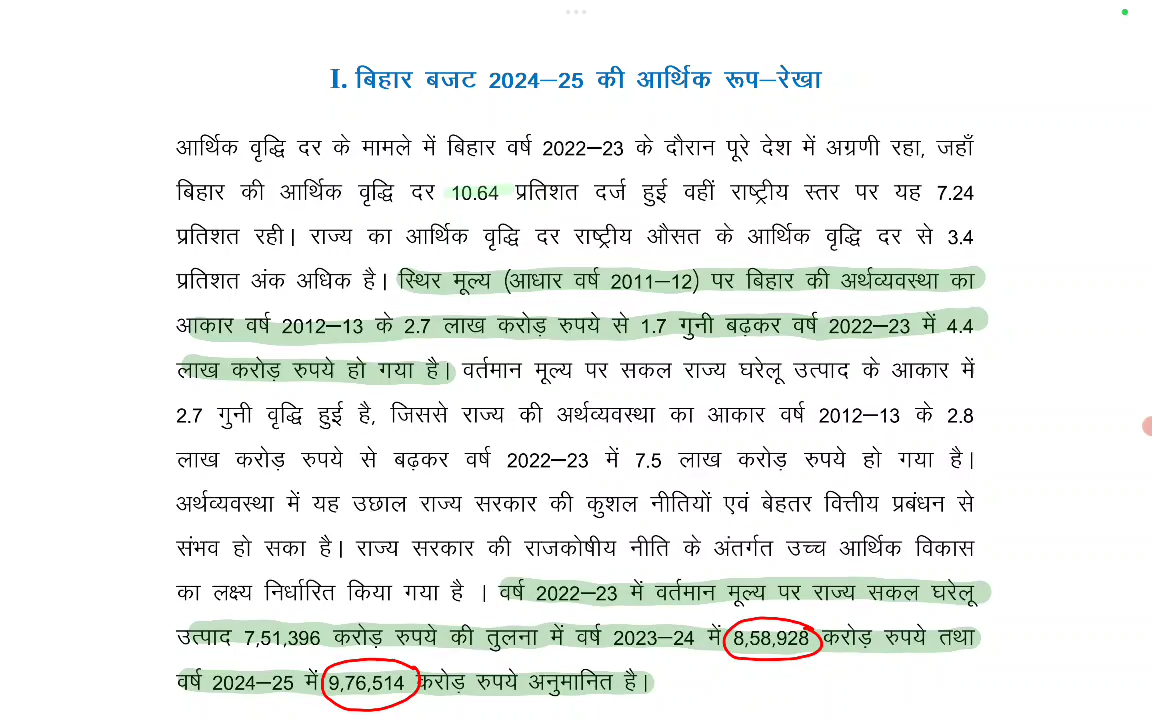 I. बिहार बजट 2024–25 की आर्थिक रूप–रेखा
आर्थिक वृद्धि दर के मामले में बिहार वर्ष 2022–23 के दौरान पूरे देश में अग्रणी रहा, जहाँ
बिहार की आर्थिक वृद्धि दर 10.64 प्रतिशत दर्ज हुई वहीं राष्ट्रीय स्तर पर यह 7.24
प्रतिशत रही। राज्य का आर्थिक वृद्धि दर राष्ट्रीय औसत के आर्थिक वृद्धि दर से 3.4
प्रतिशत अंक अधिक है। स्थिर मूल्य (आधार वर्ष 2011–12) पर बिहार की अर्थव्यवस्था का
आकार वर्ष 2012–13 के 2.7 लाख करोड़ रुपये से 1.7 गुनी बढ़कर वर्ष 2022–23 में 4.4
लाख करोड़ रुपये हो गया है। वर्तमान मूल्य पर सकल राज्य घरेलू उत्पाद के आकार में
2.7 गुनी वृद्धि हुई है, जिससे राज्य की अर्थव्यवस्था का आकार वर्ष 2012–13 के 2.8
लाख करोड़ रुपये से बढ़कर वर्ष 2022–23 में 7.5 लाख करोड़ रुपये हो गया है।
अर्थव्यवस्था में यह उछाल राज्य सरकार की कुशल नीतियों एवं बेहतर वित्तीय प्रबंधन से
संभव हो सका है। राज्य सरकार की राजकोषीय नीति के अंतर्गत उच्च आर्थिक विकास
का लक्ष्य निर्धारित किया गया है । वर्ष 2022–23 में वर्तमान मूल्य पर राज्य सकल घरेलू
उत्पाद 7,51,396 करोड़ रुपये की तुलना में वर्ष 2023–24 में 8,58,928 करोड़ रुपये तथा
वर्ष 2024–25 में 9,76,514 करोड़ रुपये अनुमानित है।